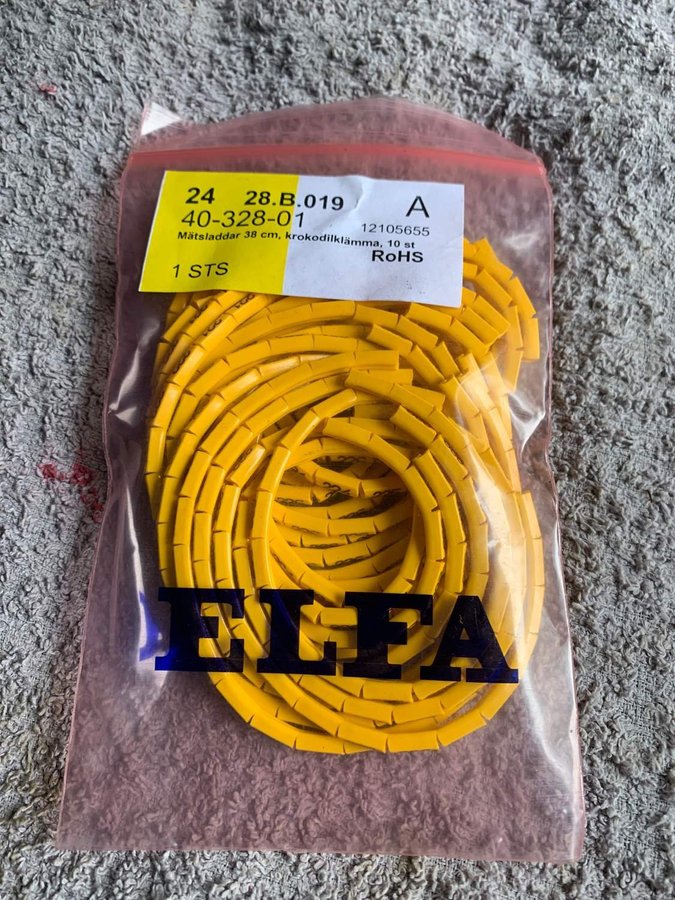 24 28.B.019 A
40-328-01 12105655
Mätsladdar 38 cm, krokodilklämma, 10 st
RoHS
1 STS
ELFA